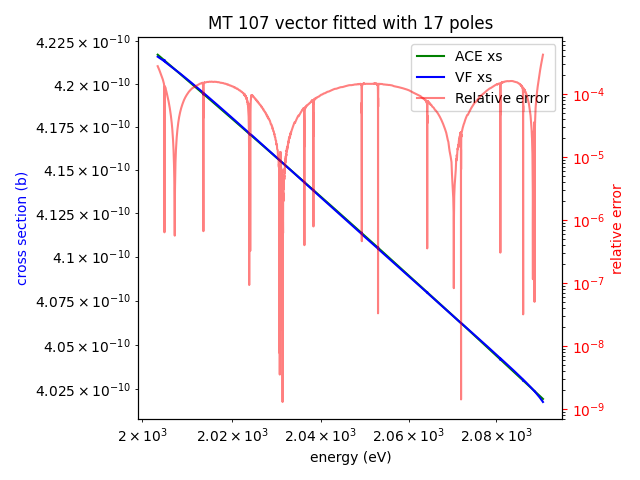 MT 107 vector fitted with 17 poles
ACE xs
VF xs
Relative error
4.225 × 10⁻¹⁰
4.2 × 10⁻¹⁰
4.175 × 10⁻¹⁰
4.15 × 10⁻¹⁰
4.125 × 10⁻¹⁰
4.1 × 10⁻¹⁰
4.075 × 10⁻¹⁰
4.05 × 10⁻¹⁰
4.025 × 10⁻¹⁰
cross section (b)
10⁻⁴
10⁻⁵
10⁻⁶
10⁻⁷
10⁻⁸
10⁻⁹
relative error
2 × 10³ 2.02 × 10³ 2.04 × 10³ 2.06 × 10³ 2.08 × 10³
energy (eV)